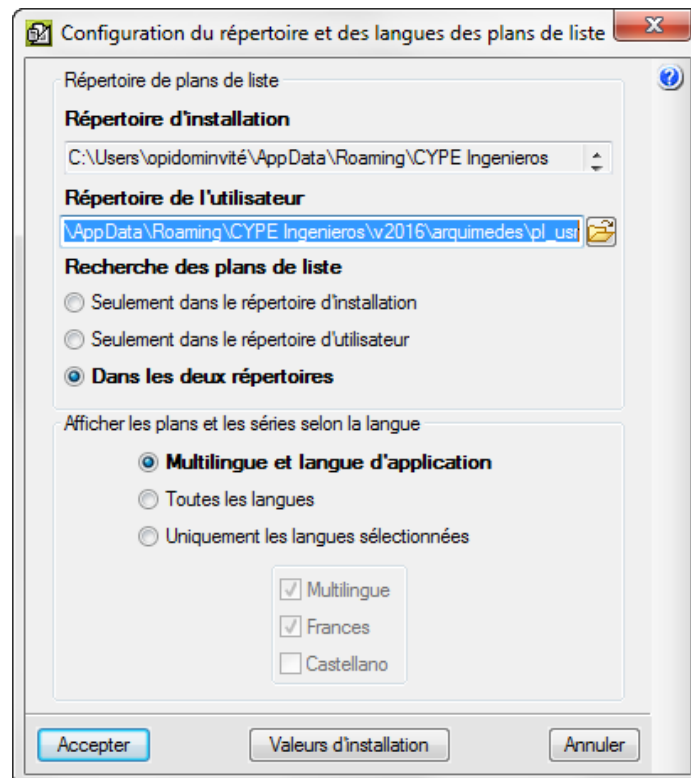 Configuration du répertoire et des langues des plans de liste
Répertoire de plans de liste
Répertoire d'installation
C:\Users\opidominvité\AppData\Roaming\CYPE Ingenieros
Répertoire de l'utilisateur
\AppData\Roaming\CYPE Ingenieros\v2016\arquimedes\pl_usr
Recherche des plans de liste
Seulement dans le répertoire d'installation
Seulement dans le répertoire d'utilisateur
Dans les deux répertoires
Afficher les plans et les séries selon la langue
Multilingue et langue d'application
Toutes les langues
Uniquement les langues sélectionnées
Multilingue
Frances
Castellano
Accepter Valeurs d'installation Annuler